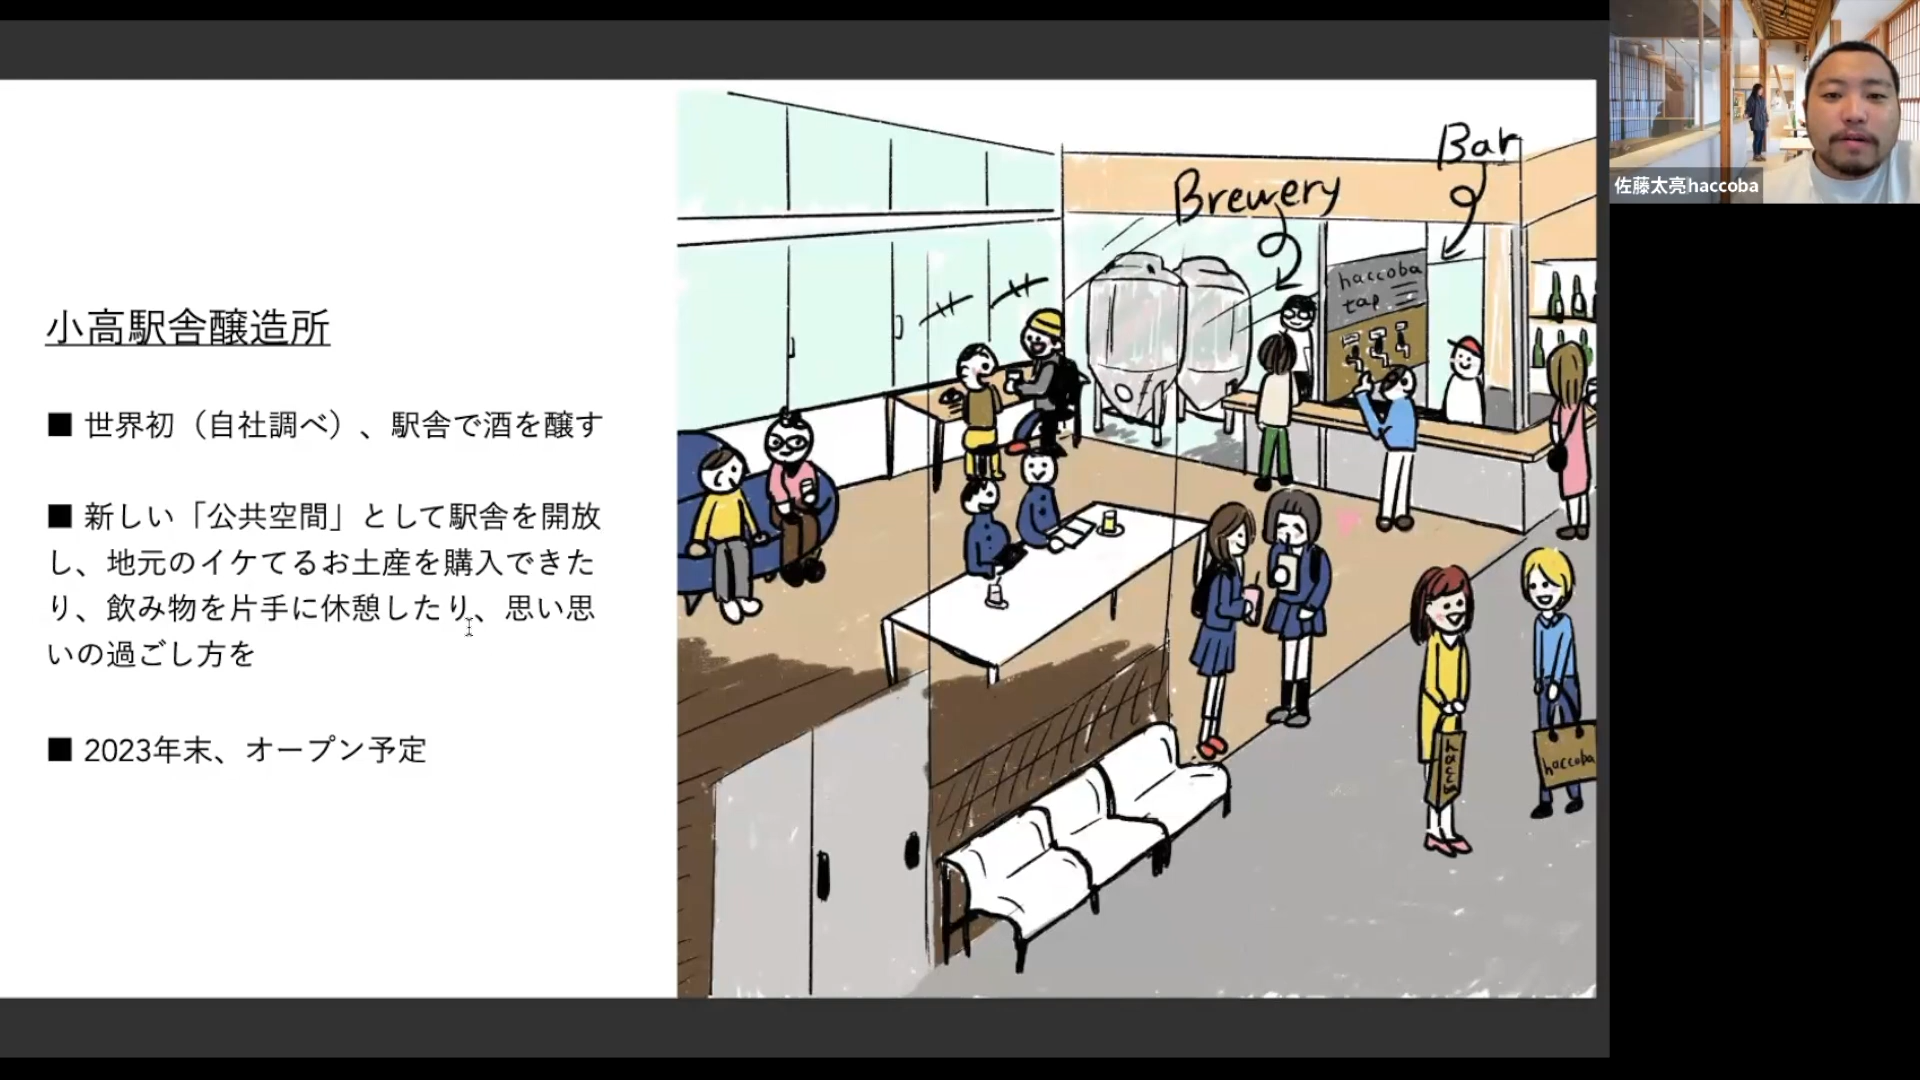 小高駅舎醸造所
■ 世界初（自社調べ）、駅舎で酒を醸す
■ 新しい「公共空間」として駅舎を開放
し、地元のイケてるお土産を購入できた
り、飲み物を片手に休憩したり、思い思
いの過ごし方を
■ 2023年末、オープン予定
Bar
Brewery
haccoba
tap
haccoba
haccoba
佐藤太亮haccoba